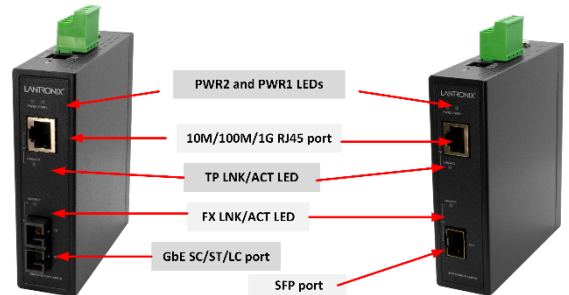 LANTRONIX
LANTRONIX
PWR2 and PWR1 LEDs
10M/100M/1G RJ45 port
TP LNK/ACT LED
FX LNK/ACT LED
GbE SC/ST/LC port
SFP port